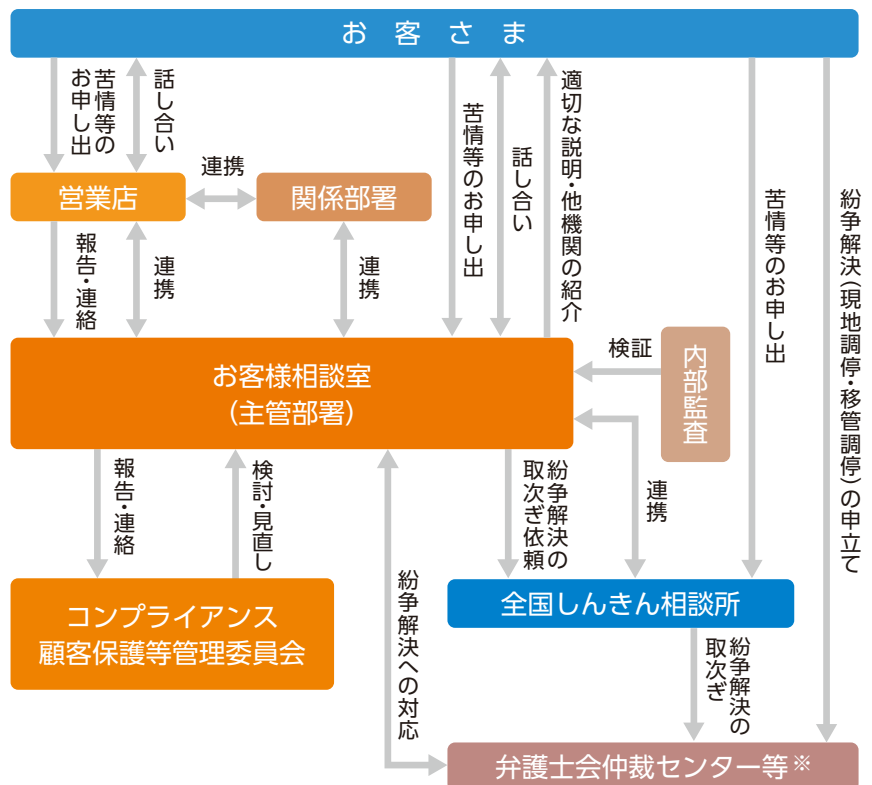 お客さま
苦情等の
お申し出
話し合い
連携
営業店
関係部署
苦情等のお申し出
話し合い
適切な説明・他機関の紹介
苦情等のお申し出
紛争解決(現地調停・移管調停)の申立て
報告・連絡
連携
連携
お客様相談室
(主管部署)
検証
内部監査
報告・連絡
検討・見直し
紛争解決の
取次ぎ依頼
連携
コンプライアンス
顧客保護等管理委員会
紛争解決への対応
全国しんきん相談所
紛争解決の
取次ぎ
弁護士会仲裁センター等※